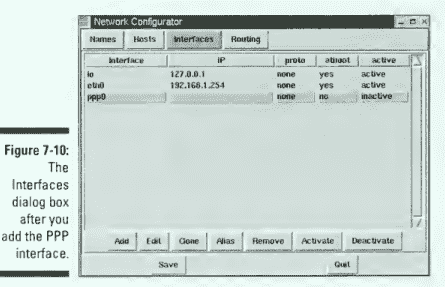 Network Configurator
Names Hosts Interfaces Routing
Interface IP proto atboot active
lo 127.0.0.1 none yes active
eth0 192.168.1.254 none yes active
ppp0 none no inactive
Add Edit Clone Alias Remove Activate Deactivate
Save Quit
Figure 7-10:
The
Interfaces
dialog box
after you
add the PPP
interface.